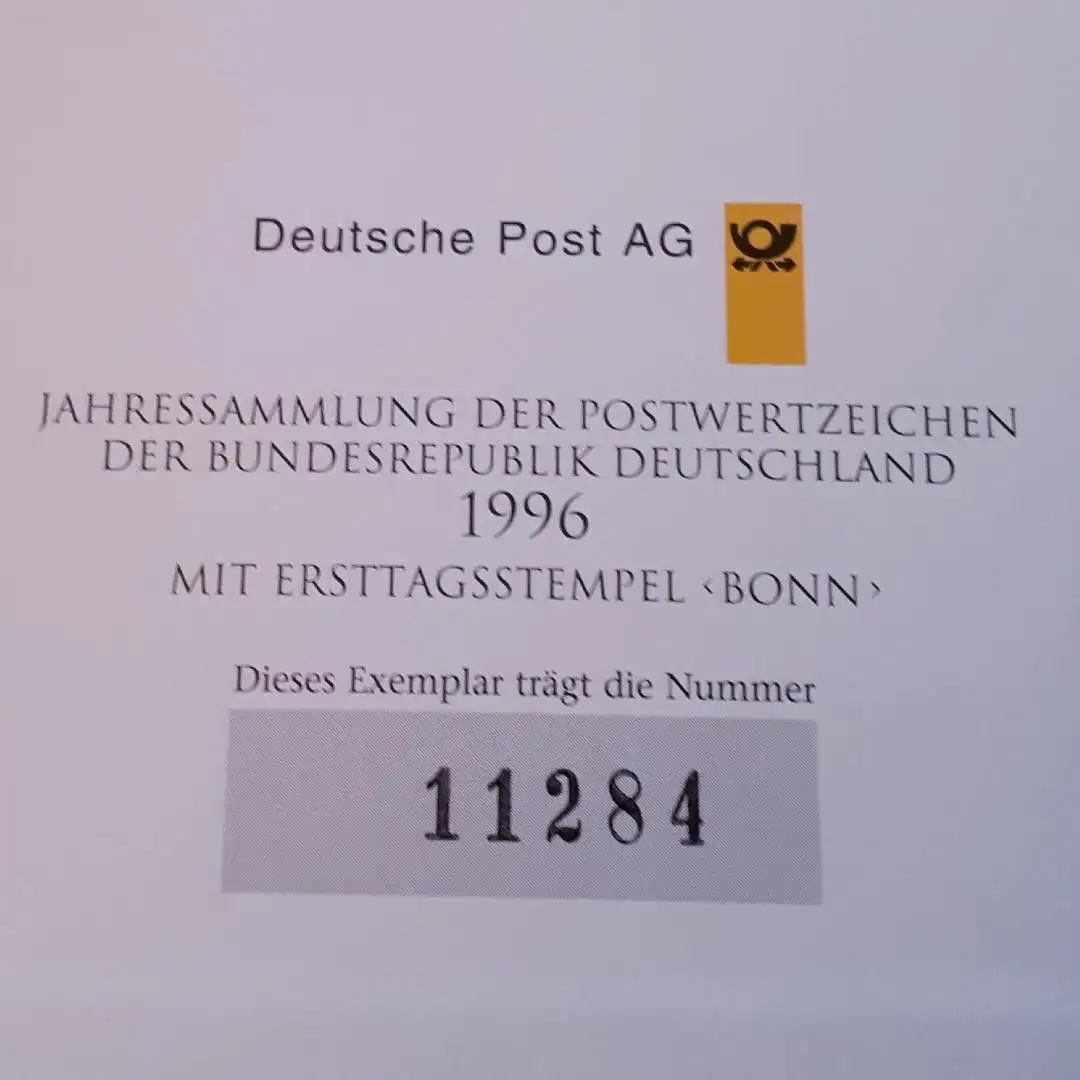 Deutsche Post AG
JAHRESSAMMLUNG DER POSTWERTZEICHEN
DER BUNDESREPUBLIK DEUTSCHLAND
1996
MIT ERSTTAGSSTEMPEL ‹BONN›
Dieses Exemplar trägt die Nummer
11284